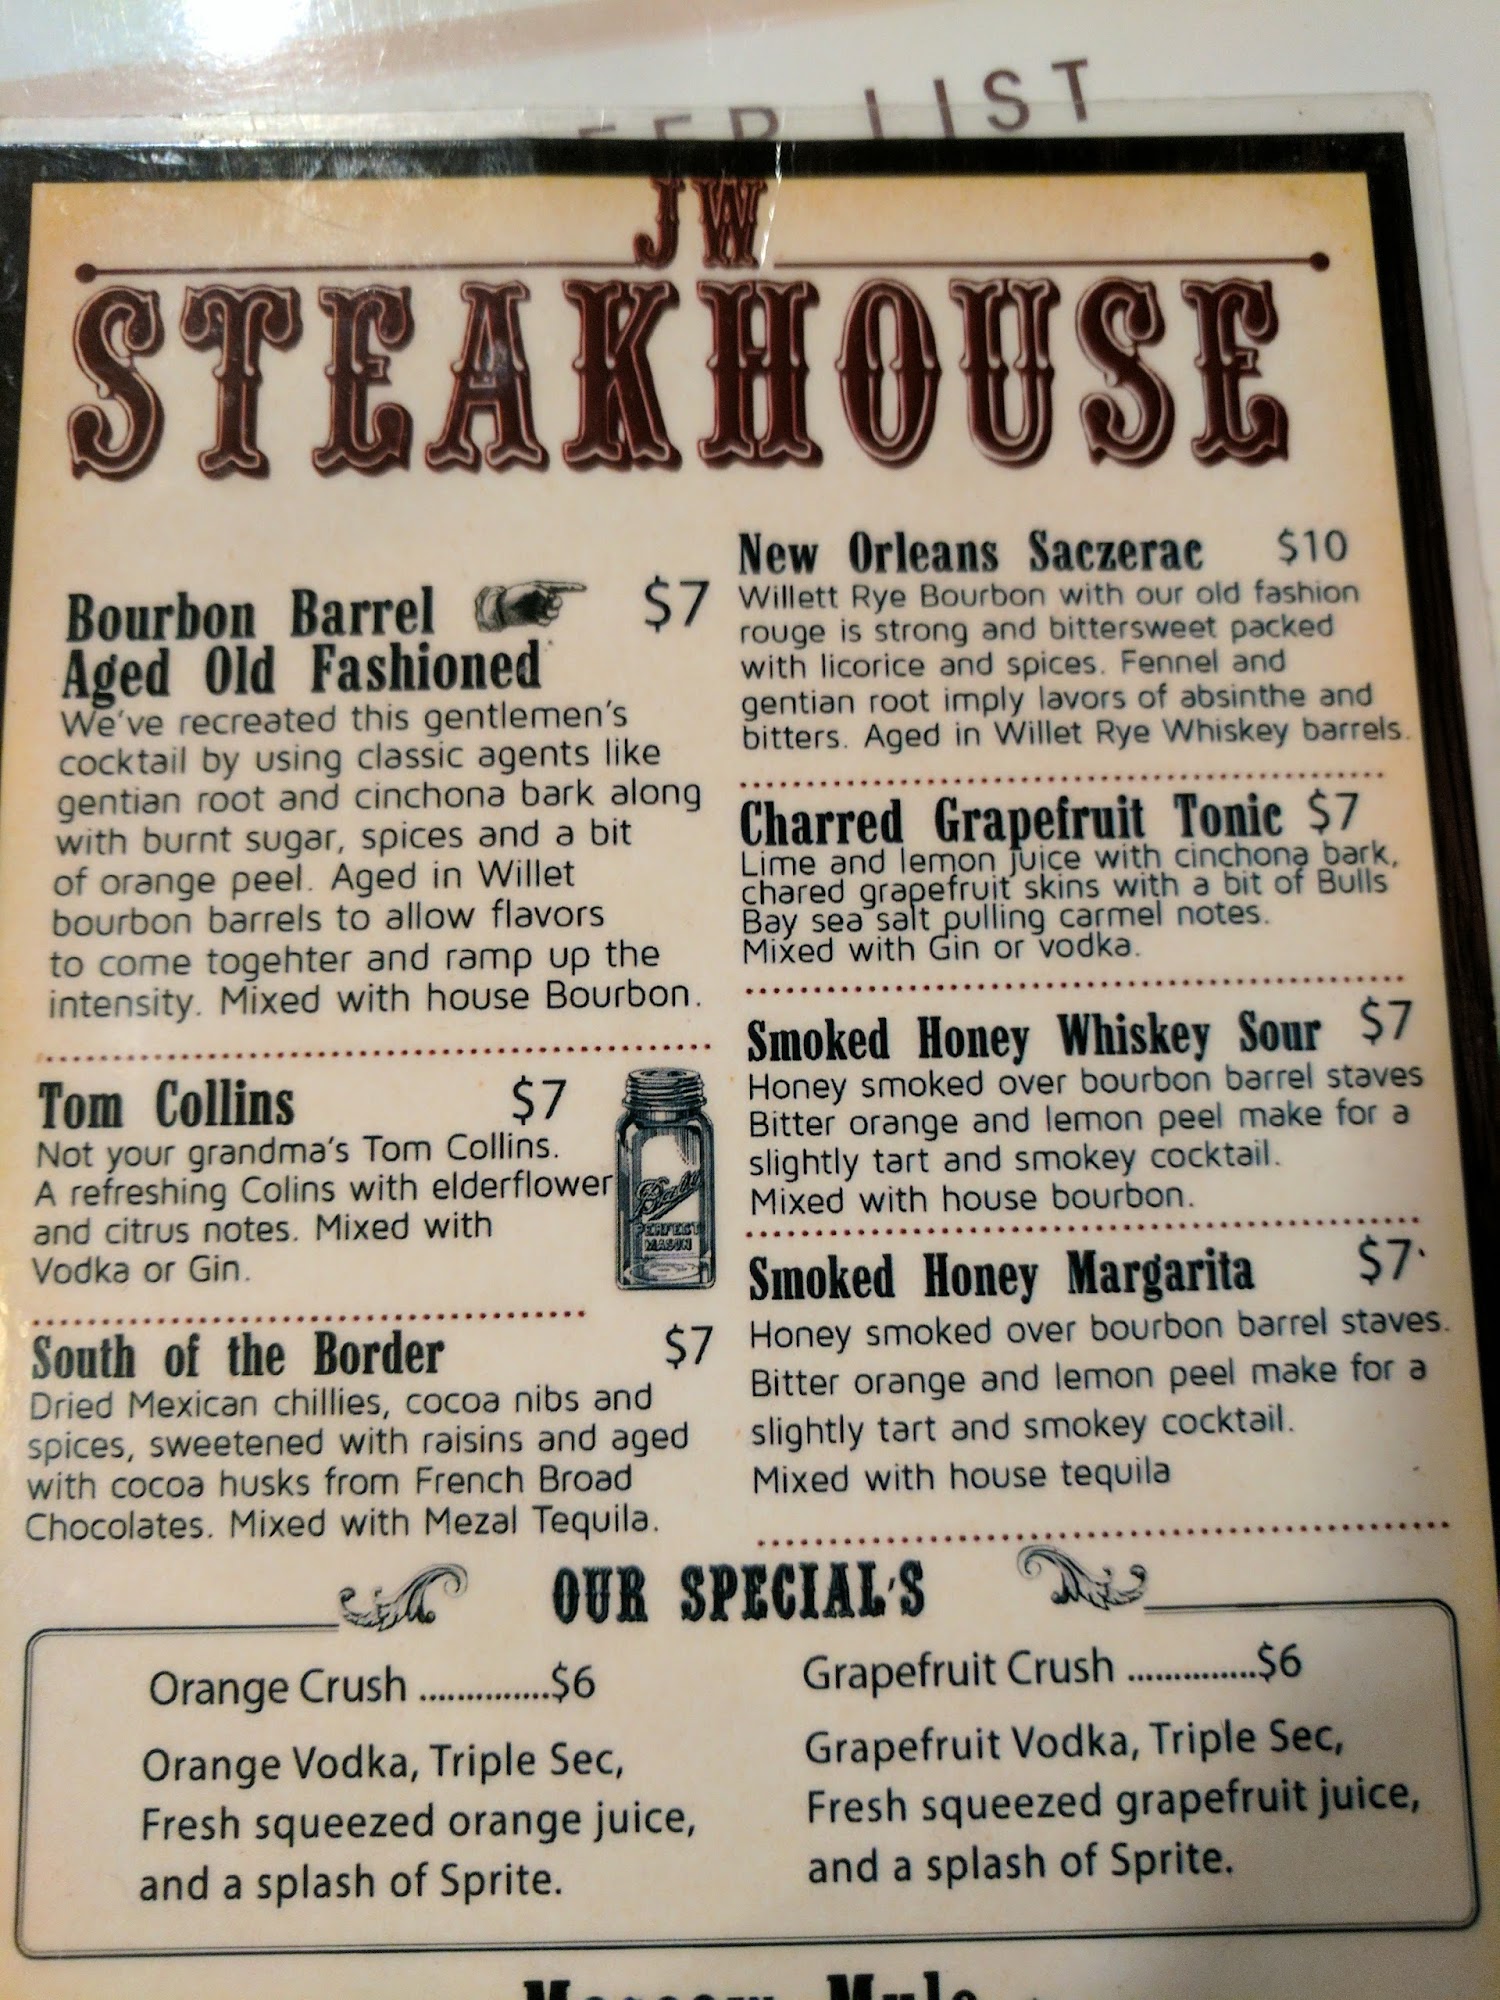 LIST
JW
STEAKHOUSE
Bourbon Barrel $7
Aged Old Fashioned
We've recreated this gentlemen's
cocktail by using classic agents like
gentian root and cinchona bark along
with burnt sugar, spices and a bit
of orange peel. Aged in Willet
bourbon barrels to allow flavors
to come togehter and ramp up the
intensity. Mixed with house Bourbon.
Tom Collins $7
Not your grandma's Tom Collins.
A refreshing Colins with elderflower
and citrus notes. Mixed with
Vodka or Gin.
Ball
PERFECT
MASON
South of the Border $7
Dried Mexican chillies, cocoa nibs and
spices, sweetened with raisins and aged
with cocoa husks from French Broad
Chocolates. Mixed with Mezal Tequila.
New Orleans Saczerac $10
Willett Rye Bourbon with our old fashion
rouge is strong and bittersweet packed
with licorice and spices. Fennel and
gentian root imply lavors of absinthe and
bitters. Aged in Willet Rye Whiskey barrels.
Charred Grapefruit Tonic $7
Lime and lemon juice with cinchona bark,
chared grapefruit skins with a bit of Bulls
Bay sea salt pulling carmel notes.
Mixed with Gin or vodka.
Smoked Honey Whiskey Sour $7
Honey smoked over bourbon barrel staves
Bitter orange and lemon peel make for a
slightly tart and smokey cocktail.
Mixed with house bourbon.
Smoked Honey Margarita $7
Honey smoked over bourbon barrel staves.
Bitter orange and lemon peel make for a
slightly tart and smokey cocktail.
Mixed with house tequila
OUR SPECIAL'S
Orange Crush ..............$6
Orange Vodka, Triple Sec,
Fresh squeezed orange juice,
and a splash of Sprite.
Grapefruit Crush ..............$6
Grapefruit Vodka, Triple Sec,
Fresh squeezed grapefruit juice,
and a splash of Sprite.
Moscow Mule